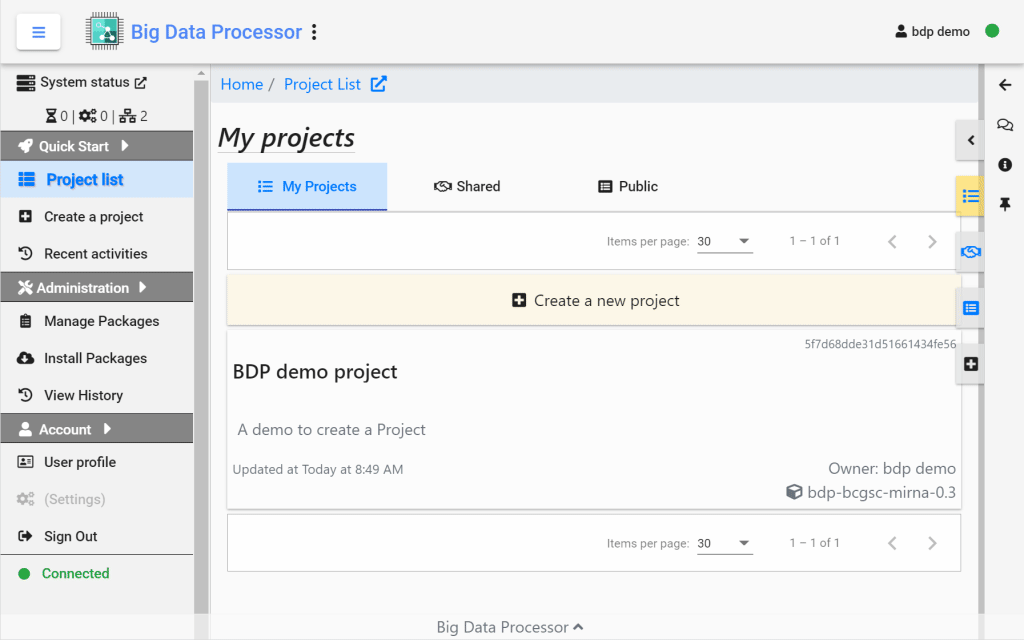 Big Data Processor
bdp demo
System status
0 | 0 | 2
Quick Start
Project list
Create a project
Recent activities
Administration
Manage Packages
Install Packages
View History
Account
User profile
(Settings)
Sign Out
Connected
Home / Project List
My projects
My Projects Shared Public
Items per page: 30 1 – 1 of 1
Create a new project
5f7d68dde31d51661434fe56
BDP demo project
A demo to create a Project
Updated at Today at 8:49 AM
Owner: bdp demo
bdp-bcgsc-mirna-0.3
Items per page: 30 1 – 1 of 1
Big Data Processor